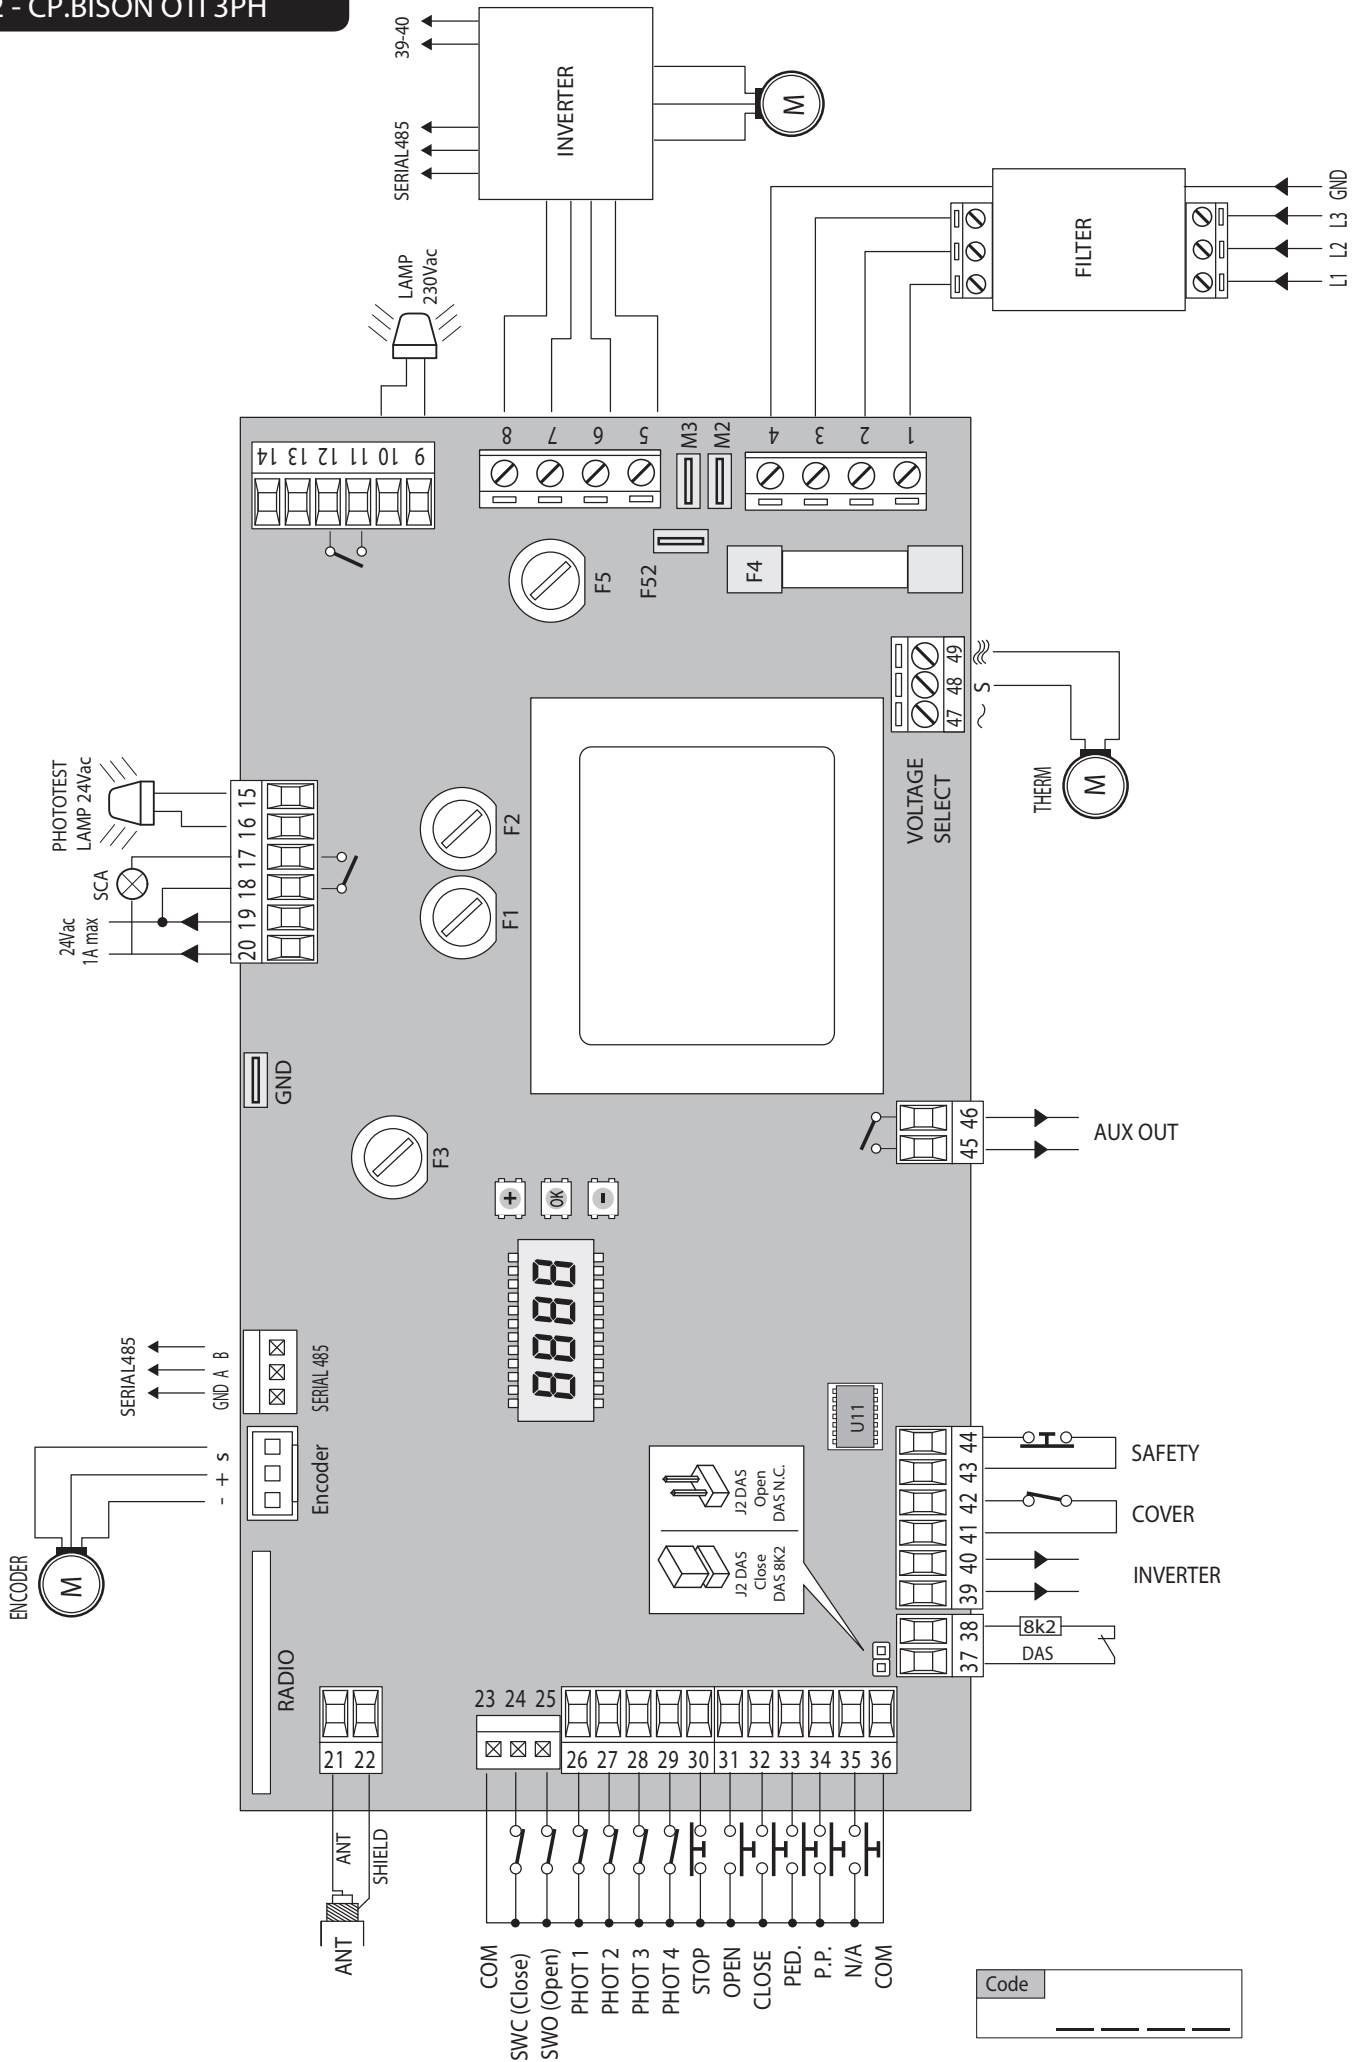 2 - CP.BISON OTI 3PH
39-40
SERIAL485
INVERTER
M
LAMP
230Vac
FILTER
L1 L2 L3 GND
14 13 12 11 10 9
8 7 6 5
M3
M2
4 3 2 1
F5
F52
F4
PHOTOTEST
LAMP 24Vac
SCA
24Vac
1A max
20 19 18 17 16 15
F2
F1
47 48 49
S
VOLTAGE
SELECT
THERM
M
GND
F3
+
OK
-
45 46
AUX OUT
SERIAL485
GND A B
SERIAL 485
8888
ENCODER
M
- + s
Encoder
U11
J2 DAS
Open
DAS N.C.
J2 DAS
Close
DAS 8K2
44
43
42
41
40
39
38
37
SAFETY
COVER
INVERTER
8k2
DAS
RADIO
21 22
23 24 25
26 27 28 29 30 31 32 33 34 35 36
ANT
SHIELD
ANT
COM
SWC (Close)
SWO (Open)
PHOT 1
PHOT 2
PHOT 3
PHOT 4
STOP
OPEN
CLOSE
PED.
P.P.
N/A
COM
Code